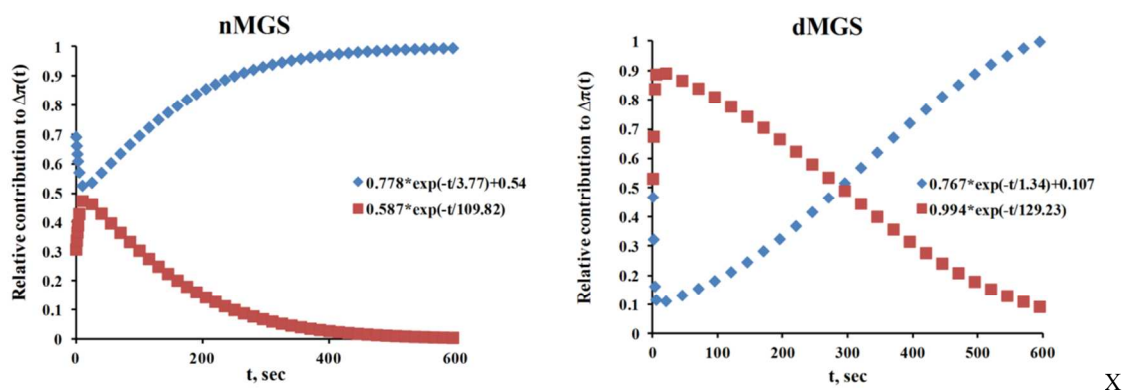 nMGS
Relative contribution to Δπ(t)
1
0.9
0.8
0.7
0.6
0.5
0.4
0.3
0.2
0.1
0
0 200 400 600
t, sec
0.778*exp(-t/3.77)+0.54
0.587*exp(-t/109.82)
dMGS
Relative contribution to Δπ(t)
1
0.9
0.8
0.7
0.6
0.5
0.4
0.3
0.2
0.1
0
0 100 200 300 400 500 600
t, sec
0.767*exp(-t/1.34)+0.107
0.994*exp(-t/129.23)
X